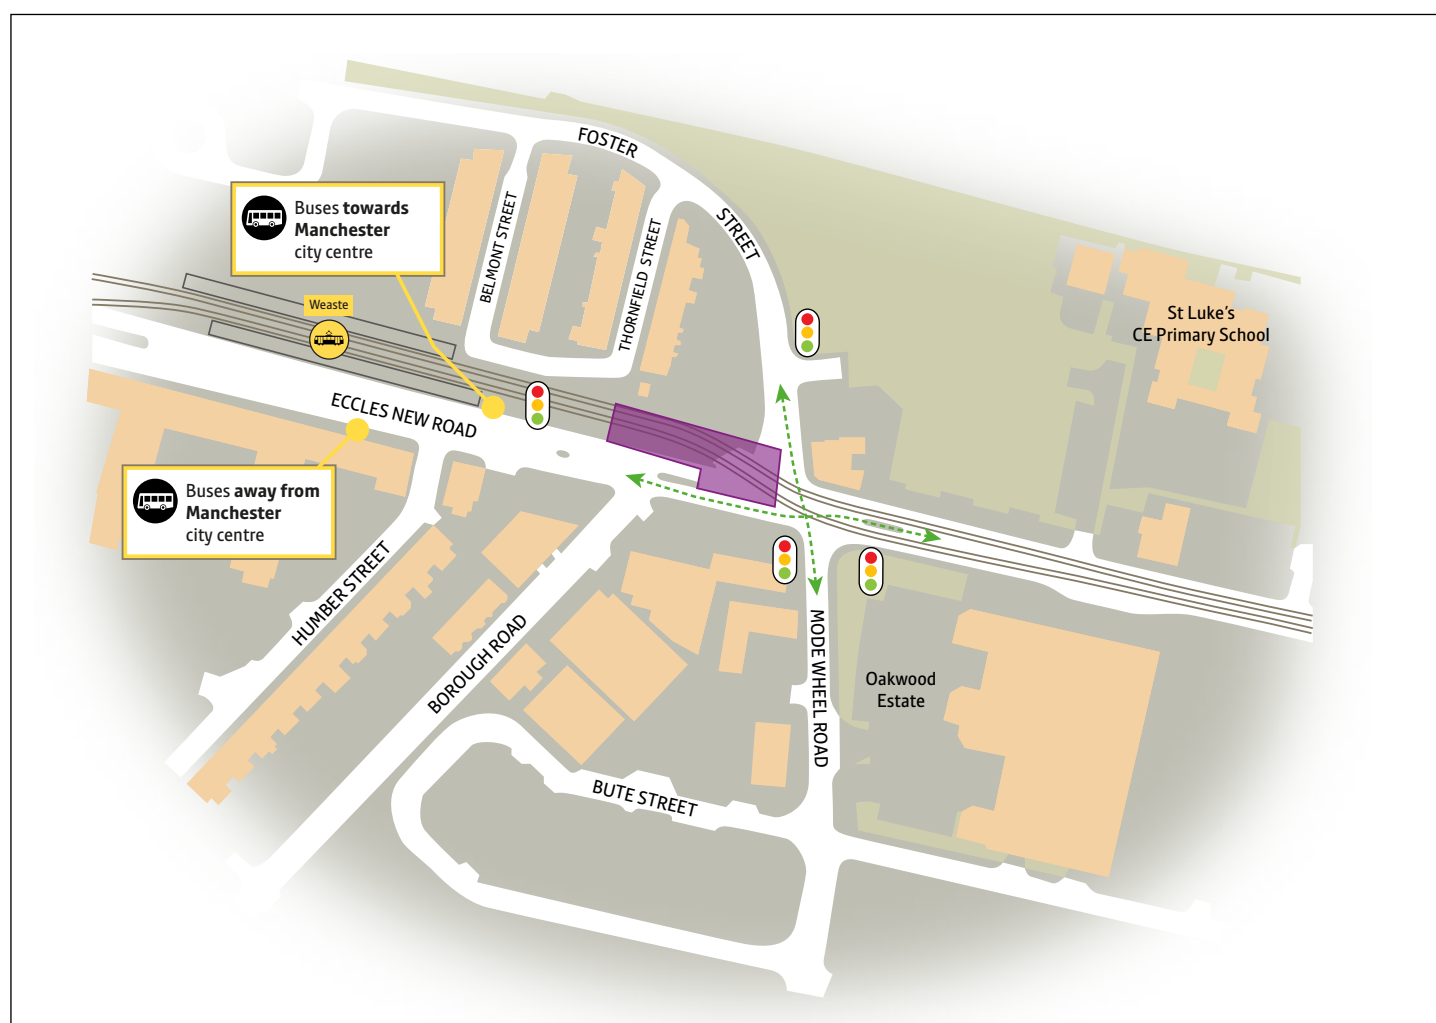 FOSTER
STREET
Buses towards
Manchester
city centre
BELMONT STREET
THORNFIELD STREET
Weaste
St Luke's
CE Primary School
ECCLES NEW ROAD
Buses away from
Manchester
city centre
HUMBER STREET
BOROUGH ROAD
MODE WHEEL ROAD
Oakwood
Estate
BUTE STREET